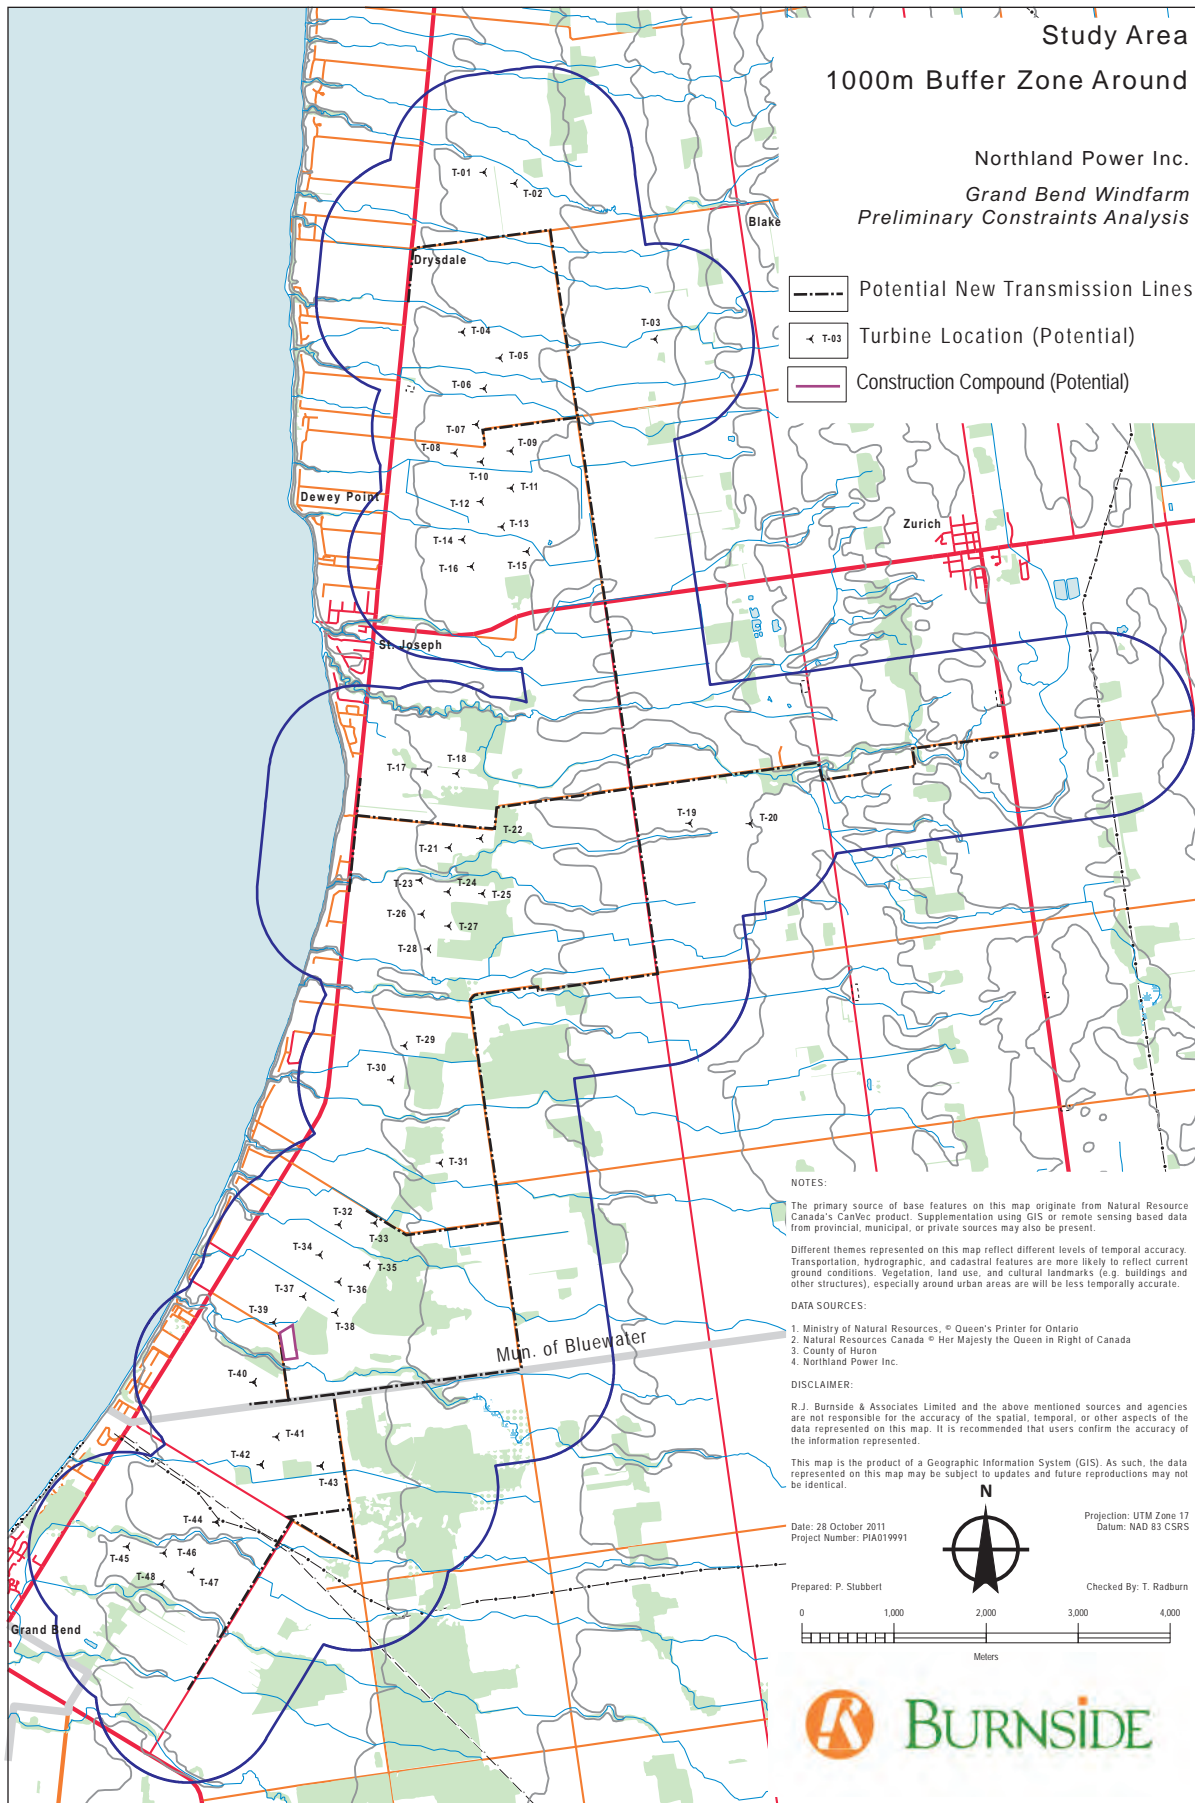 Study Area
1000m Buffer Zone Around
Northland Power Inc.
Grand Bend Windfarm
Preliminary Constraints Analysis
Potential New Transmission Lines
T-03 Turbine Location (Potential)
Construction Compound (Potential)
T-01
T-02
Blake
Drysdale
T-03
T-04
T-05
T-06
T-07
T-08
T-09
T-10
T-11
Dewey Point
T-12
T-13
Zurich
T-14
T-15
T-16
St. Joseph
T-17
T-18
T-19
T-20
T-22
T-21
T-23
T-24
T-25
T-26
T-27
T-28
T-29
T-30
T-31
T-32
T-33
T-34
T-35
T-36
T-37
T-38
T-39
Mun. of Bluewater
T-40
T-41
T-42
T-43
T-44
T-45
T-46
T-47
T-48
Grand Bend
NOTES:
The primary source of base features on this map originate from Natural Resource
Canada's CanVec product. Supplementation using GIS or remote sensing based data
from provincial, municipal, or private sources may also be present.
Different themes represented on this map reflect different levels of temporal accuracy.
Transportation, hydrographic, and cadastral features are more likely to reflect current
ground conditions. Vegetation, land use, and cultural landmarks (e.g. buildings and
other structures), especially around urban areas are will be less temporally accurate.
DATA SOURCES:
1. Ministry of Natural Resources, © Queen's Printer for Ontario
2. Natural Resources Canada © Her Majesty the Queen in Right of Canada
3. County of Huron
4. Northland Power Inc.
DISCLAIMER:
R.J. Burnside & Associates Limited and the above mentioned sources and agencies
are not responsible for the accuracy of the spatial, temporal, or other aspects of the
data represented on this map. It is recommended that users confirm the accuracy of
the information represented.
This map is the product of a Geographic Information System (GIS). As such, the data
represented on this map may be subject to updates and future reproductions may not
be identical.
N
Date: 28 October 2011
Project Number: PIA019991
Projection: UTM Zone 17
Datum: NAD 83 CSRS
Prepared: P. Slubbert
Checked By: T. Radburn
0 1,000 2,000 3,000 4,000
Meters
BURNSIDE